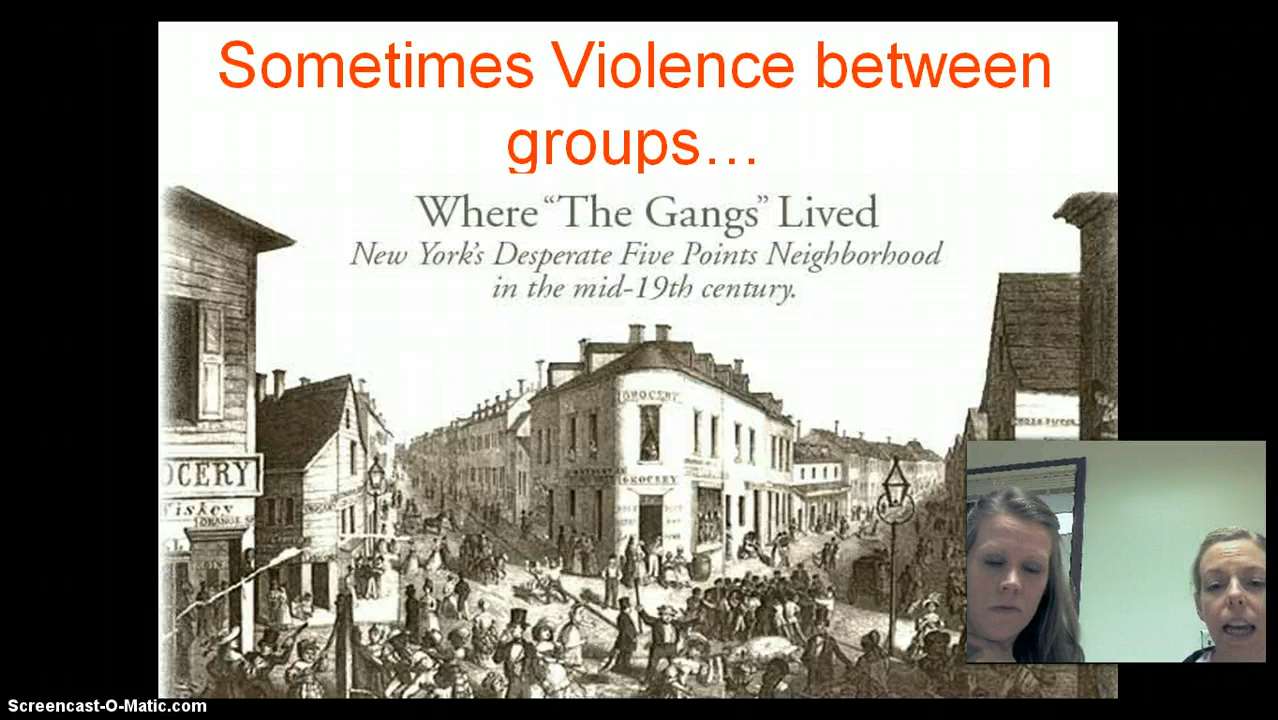 Sometimes Violence between
groups…
Where “The Gangs” Lived
New York’s Desperate Five Points Neighborhood
in the mid-19th century.
GROCERY
OCERY
GROCERY
iskey
Screencast-O-Matic.com